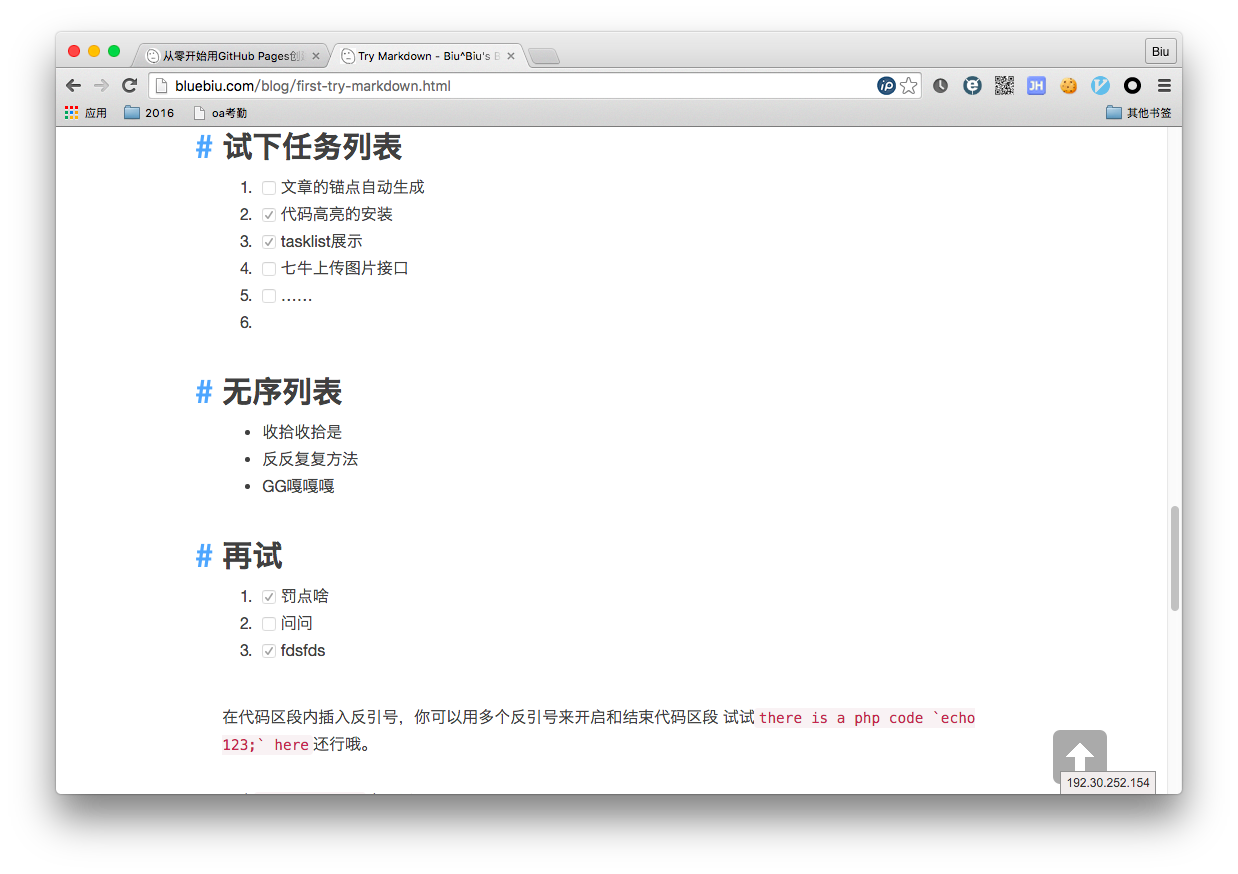 从零开始用GitHub Pages创
Try Markdown - Biu^Biu's B
Biu
bluebiu.com/blog/first-try-markdown.html
iP
JH
应用
2016
oa考勤
其他书签
# 试下任务列表
1. 文章的锚点自动生成
2. 代码高亮的安装
3. tasklist展示
4. 七牛上传图片接口
5. ……
6.
# 无序列表
• 收拾收拾是
• 反反复复方法
• GG嘎嘎嘎
# 再试
1. 罚点啥
2. 问问
3. fdsfds
在代码区段内插入反引号，你可以用多个反引号来开启和结束代码区段 试试 there is a php code `echo
123;` here 还行哦。
192.30.252.154